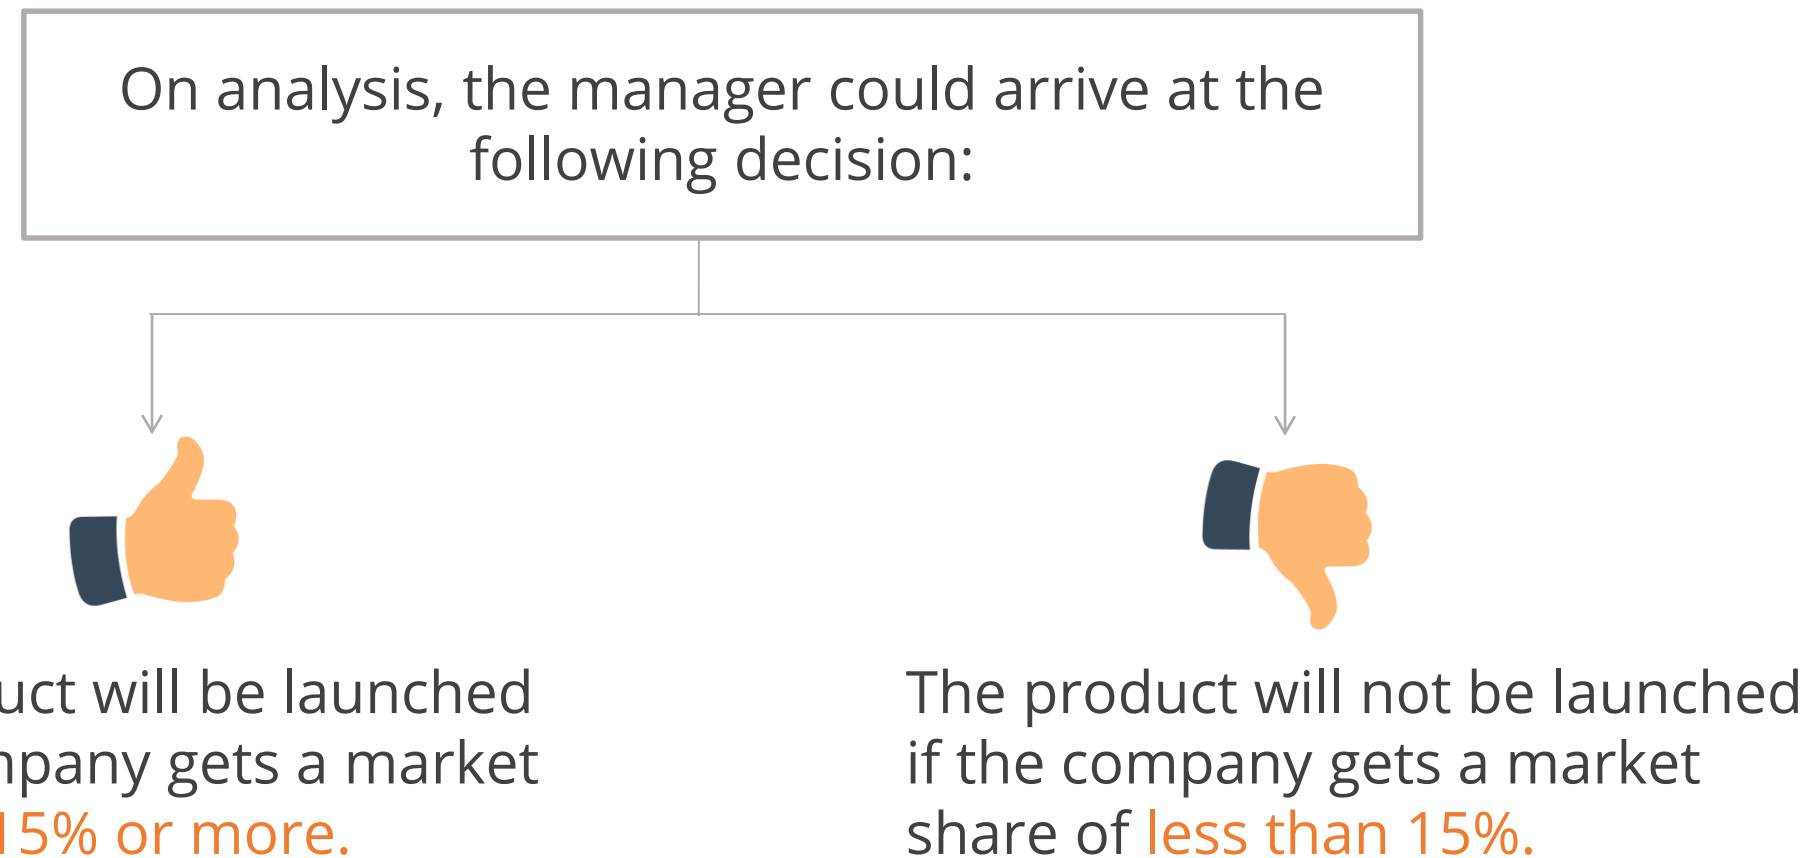 On analysis, the manager could arrive at the
following decision:
uct will be launched
mpany gets a market
15% or more.
The product will not be launched
if the company gets a market
share of less than 15%.